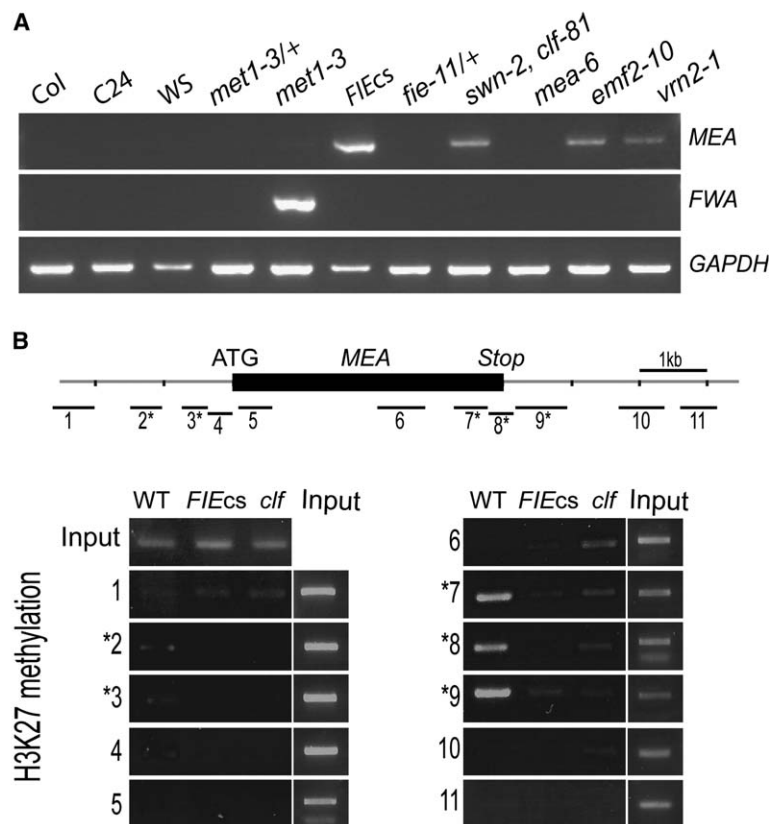 A
Col C24 WS met1-3/+ met1-3 FIEcs fie-11/+ swn-2, clf-81 mea-6 emf2-10 vrn2-1
MEA
FWA
GAPDH
B
ATG MEA Stop 1kb
1 2* 3* 4 5 6 7* 8* 9* 10 11
WT FIEcs clf Input WT FIEcs clf Input
Input 6
1 *7
*2 *8
*3 *9
4 10
5 11
H3K27 methylation